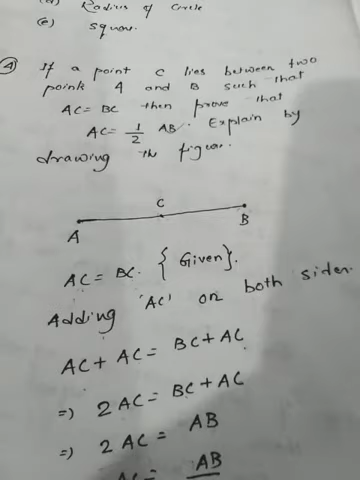 (d) Radius of Circle
(e) square.
④ If a point C lies between two
points A and B such that
AC = BC then prove that
AC = 1/2 AB. Explain by
drawing the figure.
C
A B
AC = BC. {Given}.
Adding 'AC' on both sides.
AC + AC = BC + AC
=) 2AC = BC + AC
=) 2AC = AB
AC = AB